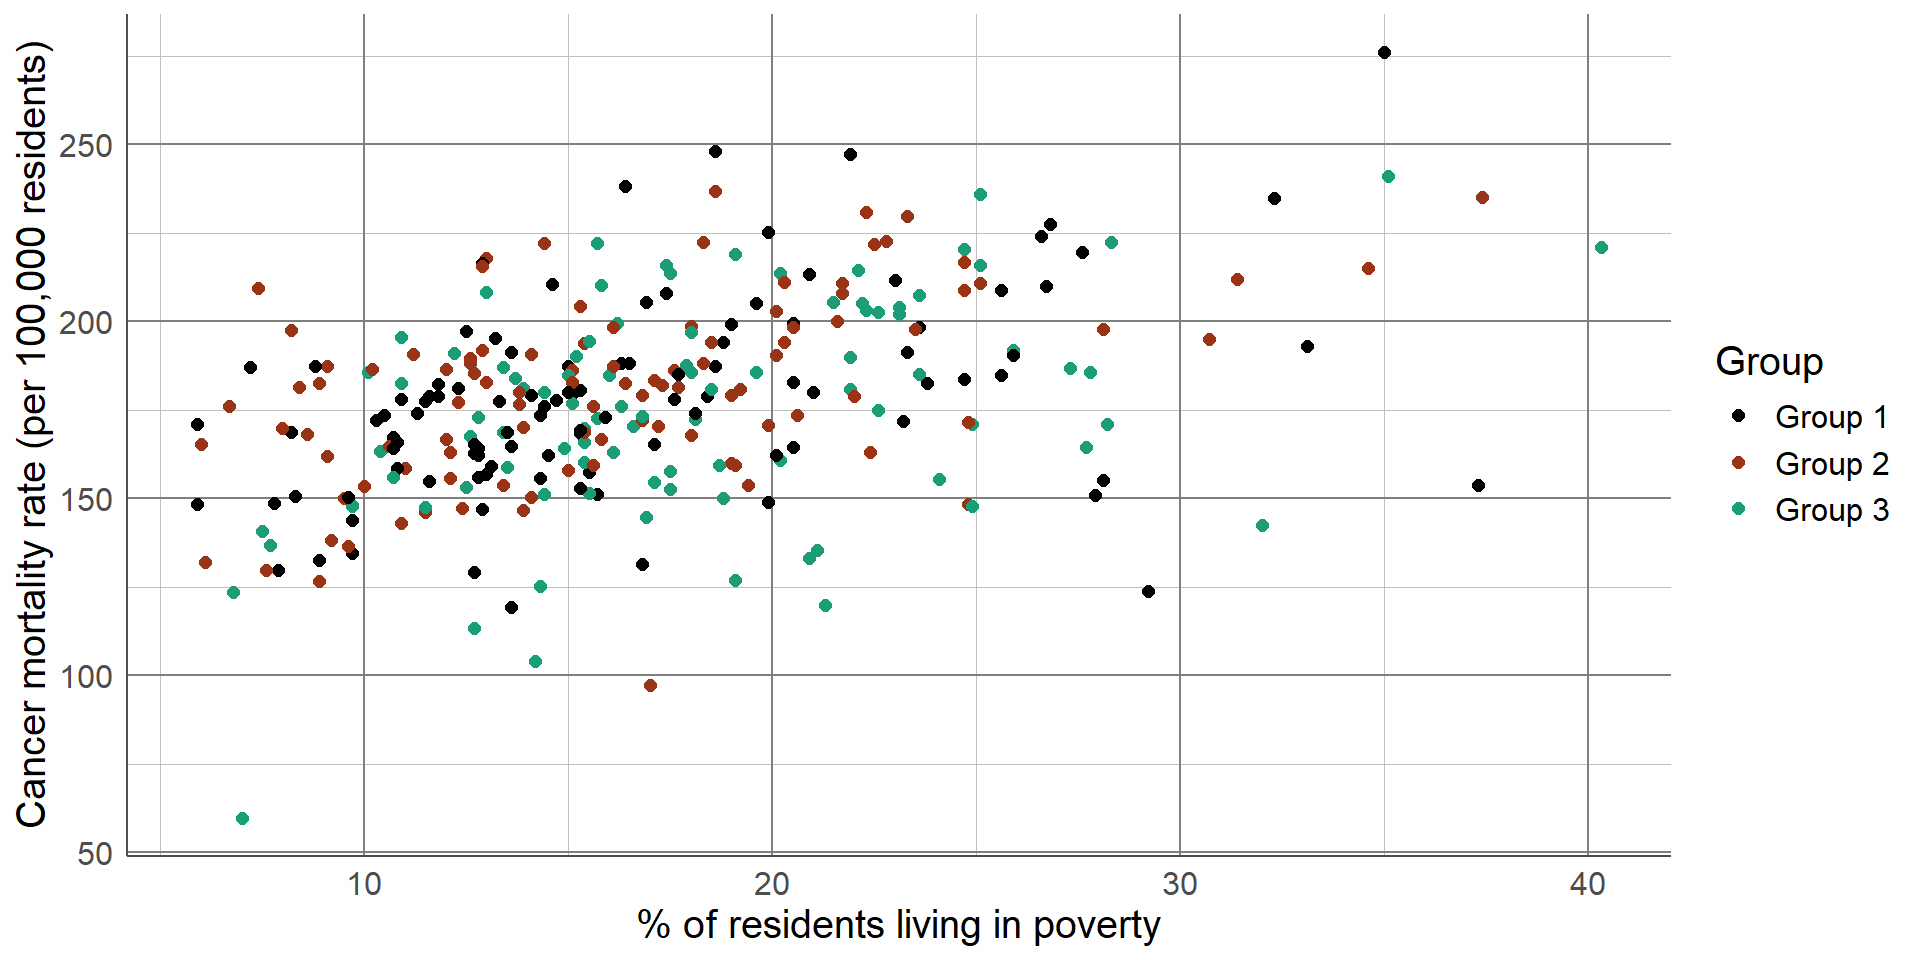 Cancer mortality rate (per 100,000 residents)
250
200
150
100
50
10 20 30 40
% of residents living in poverty
Group
Group 1
Group 2
Group 3